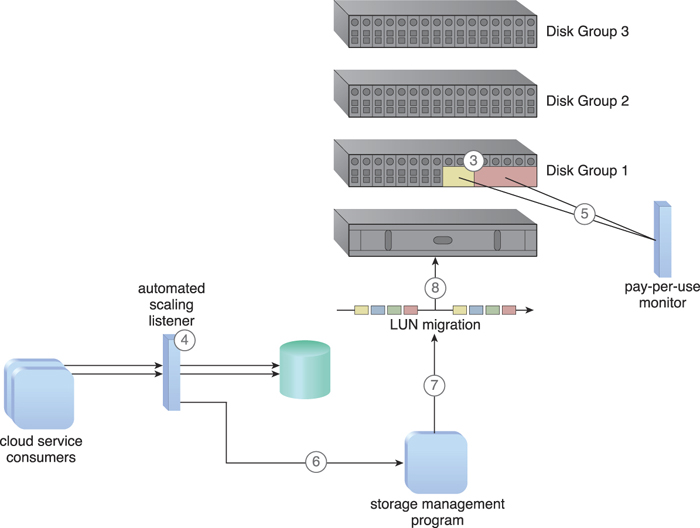 Disk Group 3
Disk Group 2
3
Disk Group 1
5
pay-per-use
monitor
automated
scaling
listener
8
LUN migration
4
7
cloud service
consumers
6
storage management
program